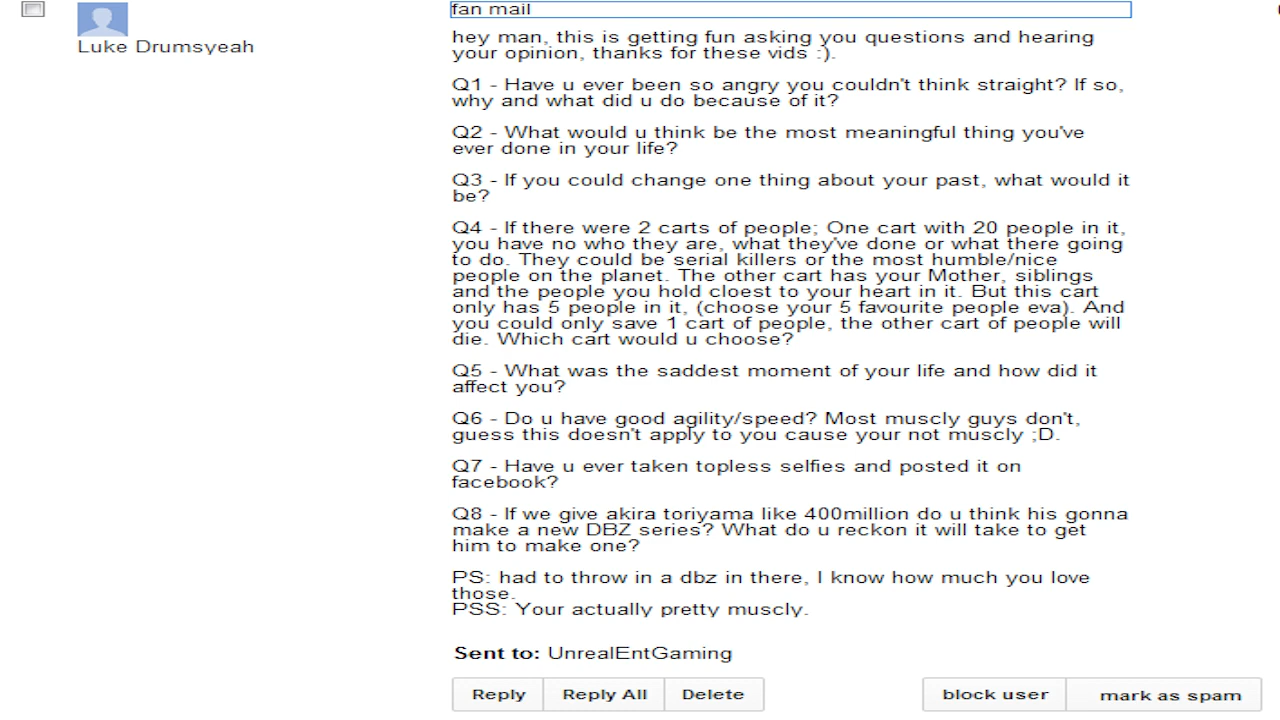 fan mail
Luke Drumsyeah
hey man, this is getting fun asking you questions and hearing
your opinion, thanks for these vids :).
Q1 - Have u ever been so angry you couldn't think straight? If so,
why and what did u do because of it?
Q2 - What would u think be the most meaningful thing you've
ever done in your life?
Q3 - If you could change one thing about your past, what would it
be?
Q4 - If there were 2 carts of people; One cart with 20 people in it,
you have no who they are, what they've done or what there going
to do. They could be serial killers or the most humble/nice
people on the planet. The other cart has your Mother, siblings
and the people you hold cloest to your heart in it. But this cart
only has 5 people in it, (choose your 5 favourite people eva). And
you could only save 1 cart of people, the other cart of people will
die. Which cart would u choose?
Q5 - What was the saddest moment of your life and how did it
affect you?
Q6 - Do u have good agility/speed? Most muscly guys don't,
guess this doesn't apply to you cause your not muscly ;D.
Q7 - Have u ever taken topless selfies and posted it on
facebook?
Q8 - If we give akira toriyama like 400million do u think his gonna
make a new DBZ series? What do u reckon it will take to get
him to make one?
PS: had to throw in a dbz in there, I know how much you love
those.
PSS: Your actually pretty muscly.
Sent to: UnrealEntGaming
Reply Reply All Delete block user mark as spam